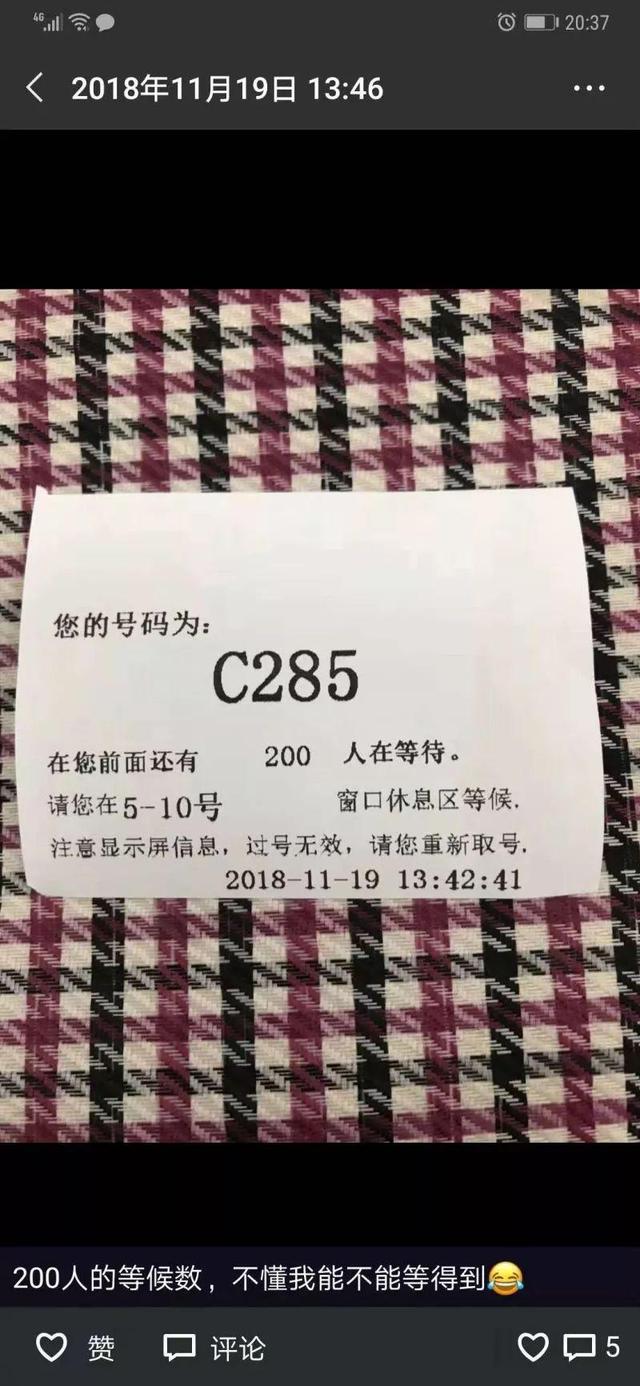 4G 20:37
2018年11月19日 13:46
您的号码为:
C285
在您前面还有 200 人在等待。
请您在5-10号 窗口休息区等候.
注意显示屏信息，过号无效，请您重新取号.
2018-11-19 13:42:41
200人的等候数，不懂我能不能等得到😂
赞 评论 5